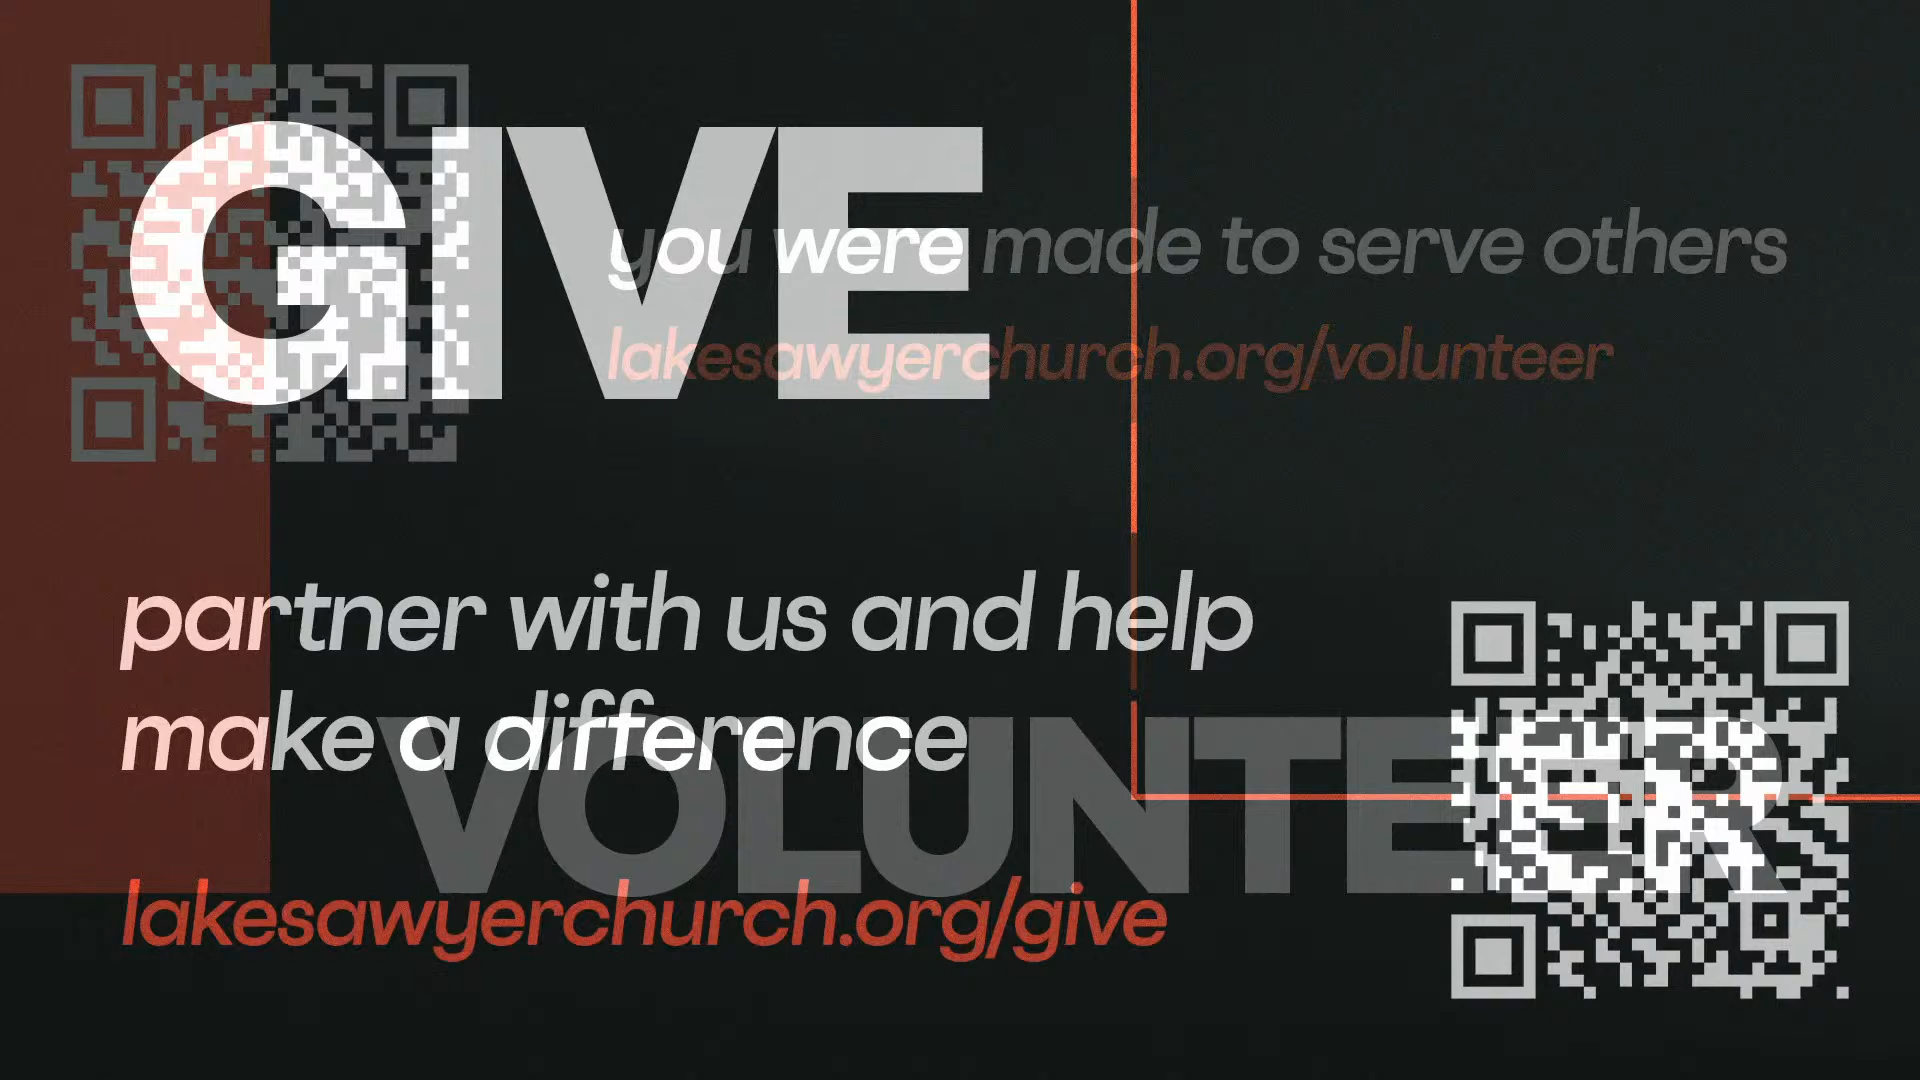 GIVE
you were made to serve others
lakesawyerchurch.org/volunteer
partner with us and help
make a difference
VOLUNTEER
lakesawyerchurch.org/give